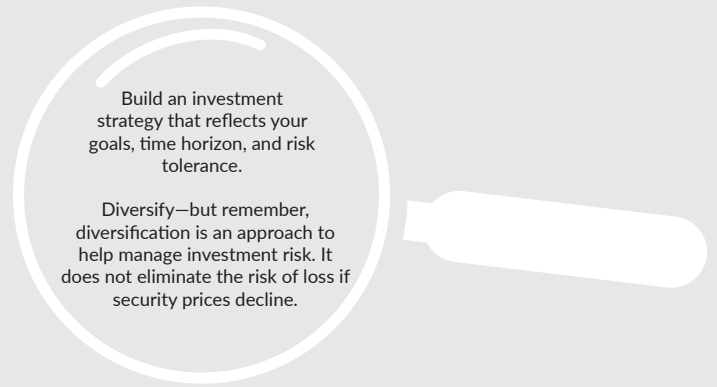 Build an investment
strategy that reflects your
goals, time horizon, and risk
tolerance.
Diversify—but remember,
diversification is an approach to
help manage investment risk. It
does not eliminate the risk of loss if
security prices decline.